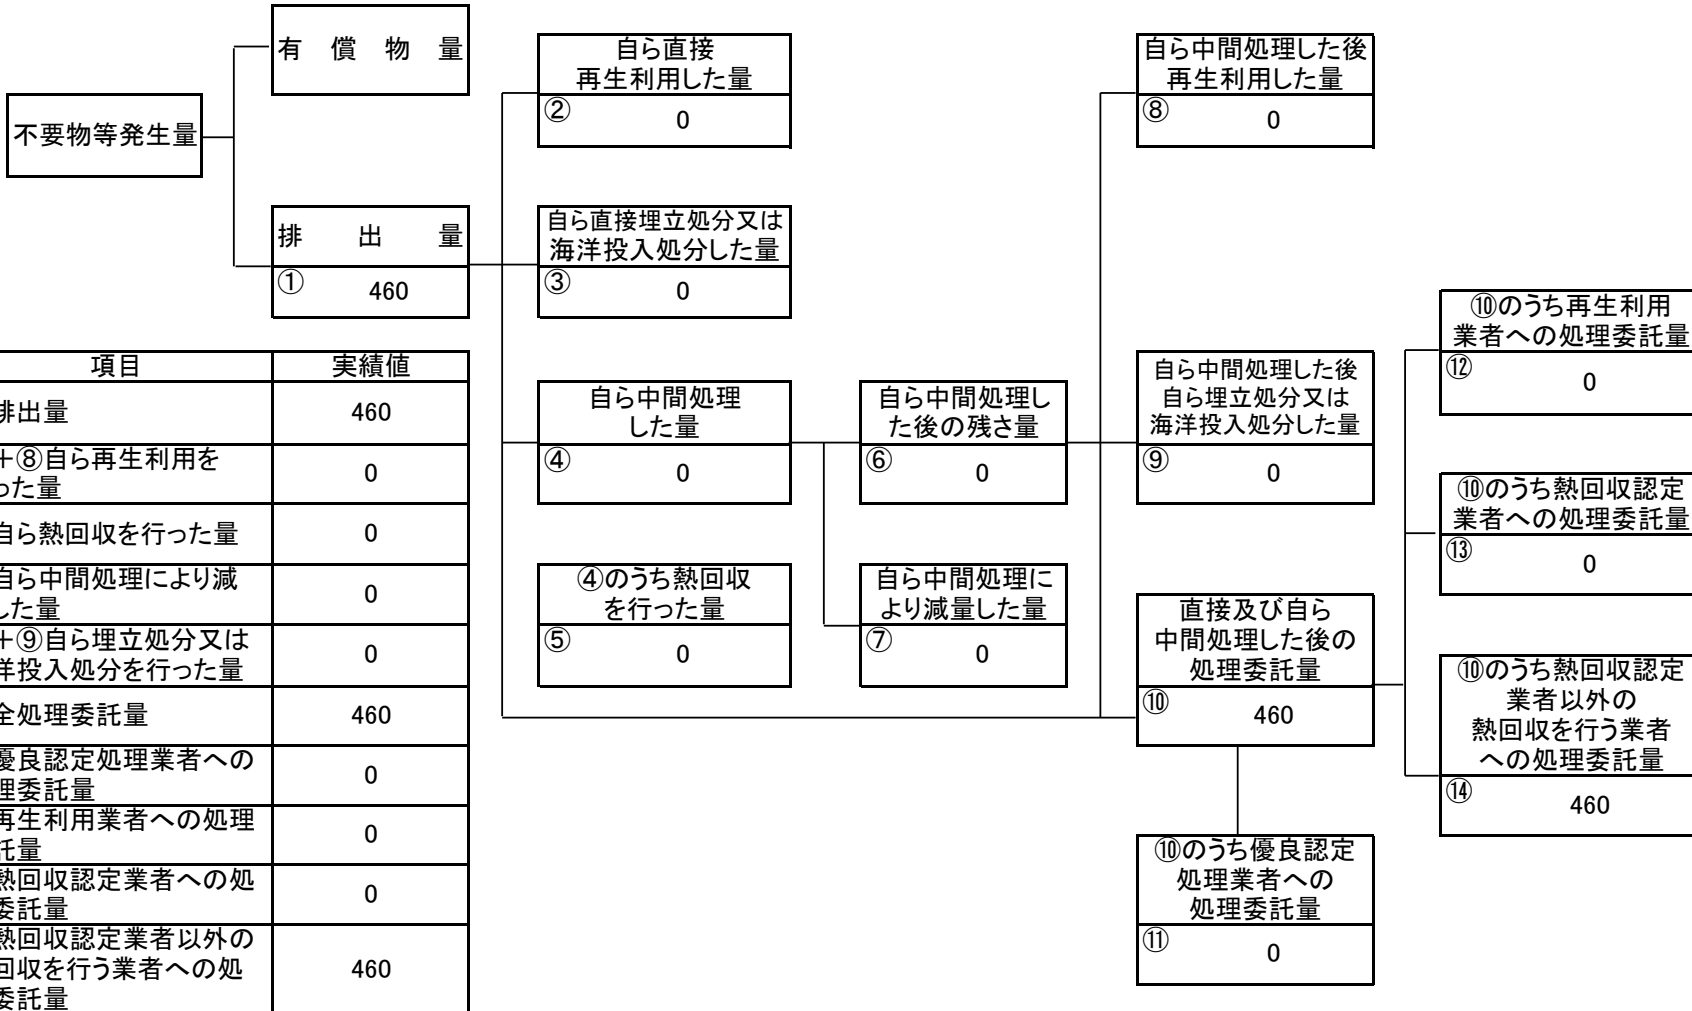 有償物量
不要物等発生量
排出量
①
460
自ら直接
再生利用した量
②
0
自ら直接埋立処分又は
海洋投入処分した量
③
0
自ら中間処理
した量
④
0
④のうち熱回収
を行った量
⑤
0
自ら中間処理し
た後の残さ量
⑥
0
自ら中間処理に
より減量した量
⑦
0
自ら中間処理した後
再生利用した量
⑧
0
自ら中間処理した後
自ら埋立処分又は
海洋投入処分した量
⑨
0
直接及び自ら
中間処理した後の
処理委託量
⑩
460
⑩のうち優良認定
処理業者への
処理委託量
⑪
0
⑩のうち再生利用
業者への処理委託量
⑫
0
⑩のうち熱回収認定
業者への処理委託量
⑬
0
⑩のうち熱回収認定
業者以外の
熱回収を行う業者
への処理委託量
⑭
460
項目 実績値
排出量 460
+⑧自ら再生利用を
った量 0
自ら熱回収を行った量 0
自ら中間処理により減
した量 0
+⑨自ら埋立処分又は
洋投入処分を行った量 0
全処理委託量 460
優良認定処理業者への
理委託量 0
再生利用業者への処理
託量 0
熱回収認定業者への処
委託量 0
熱回収認定業者以外の
回収を行う業者への処
委託量 460